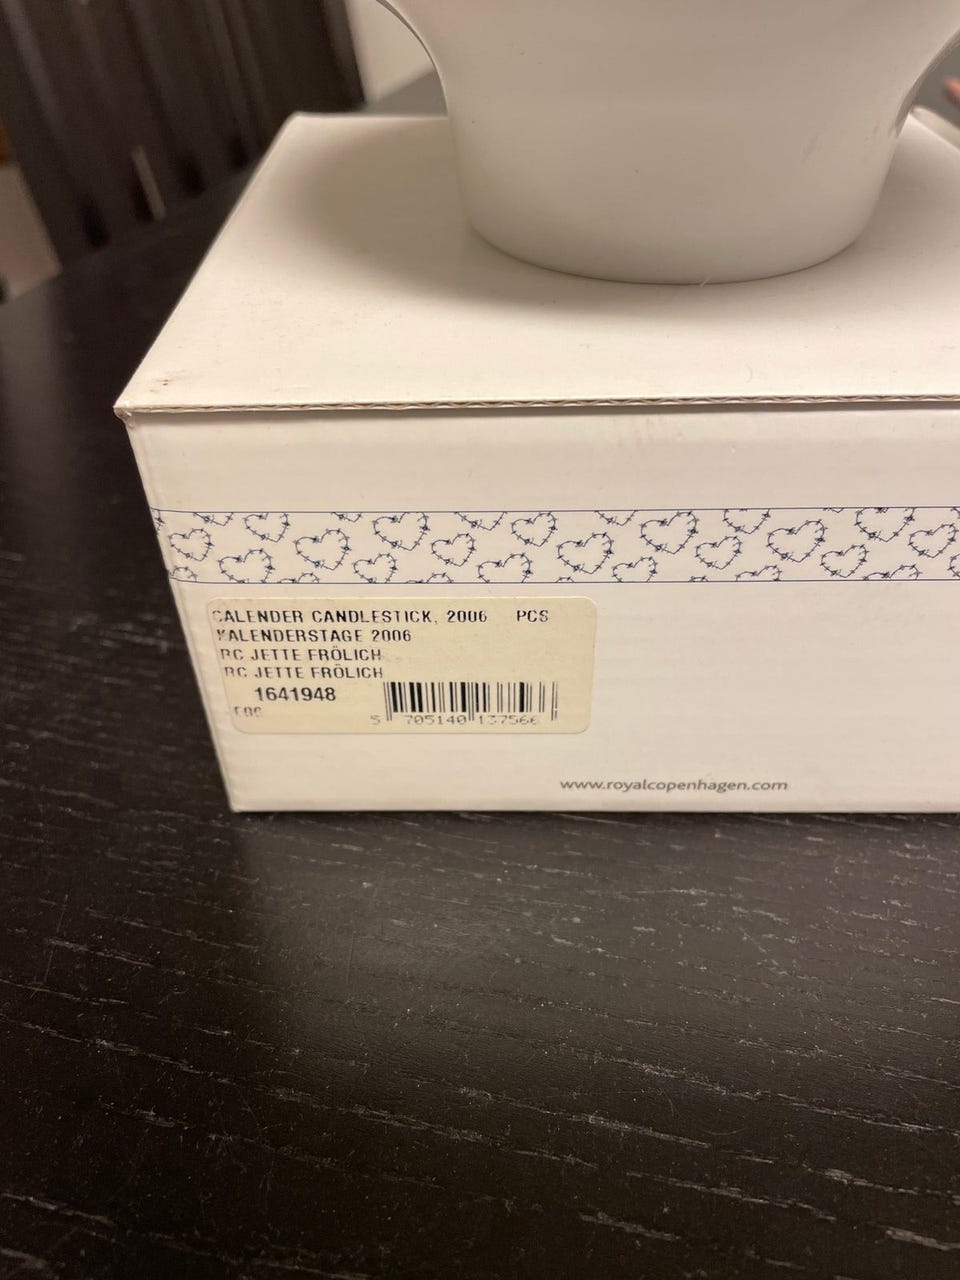 CALENDER CANDLESTICK, 2006 PCS
KALENDERSTAGE 2006
RC JETTE FRÖLICH
RC JETTE FRÖLICH
1641948
5 705140 137566
www.royalcopenhagen.com